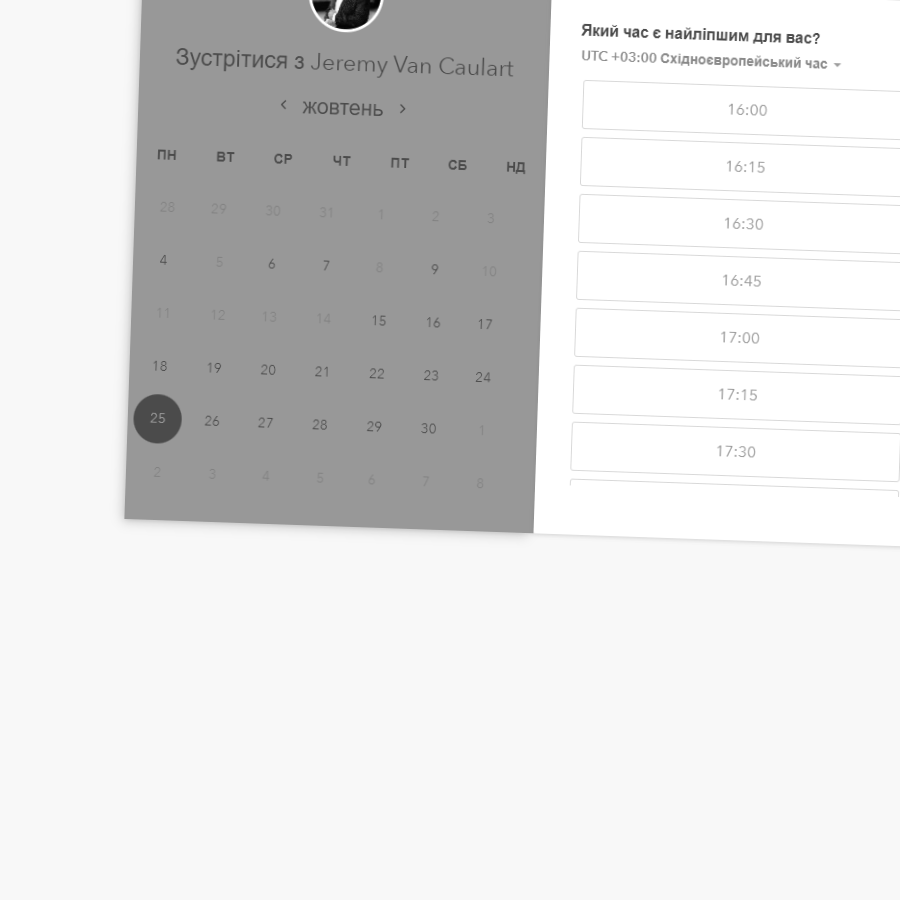 Зустрітися з Jeremy Van Caulart
жовтень
ПН ВТ СР ЧТ ПТ СБ НД
28 29 30 31 1 2 3
4 5 6 7 8 9 10
11 12 13 14 15 16 17
18 19 20 21 22 23 24
25 26 27 28 29 30 1
2 3 4 5 6 7 8
Який час є найліпшим для вас?
UTC +03:00 Східноєвропейський час
16:00
16:15
16:30
16:45
17:00
17:15
17:30